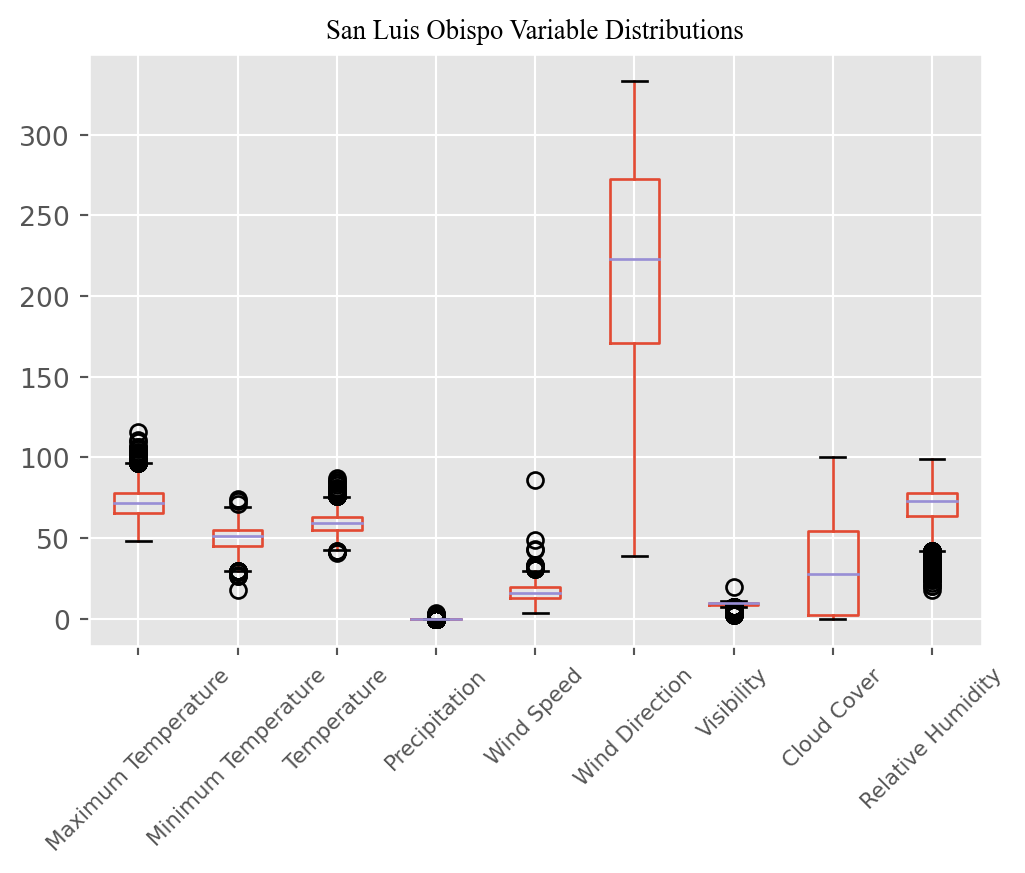 San Luis Obispo Variable Distributions
300
250
200
150
100
50
0
Maximum Temperature
Minimum Temperature
Temperature
Precipitation
Wind Speed
Wind Direction
Visibility
Cloud Cover
Relative Humidity